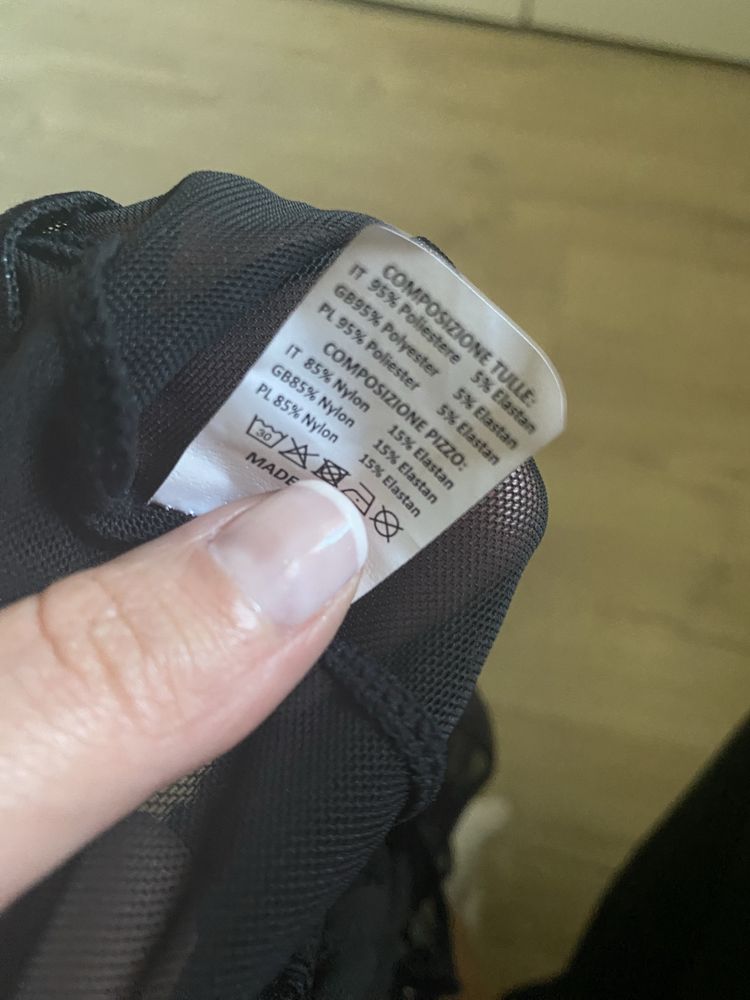 COMPOSIZIONE TULLE:
IT 95% Poliestere 5% Elastan
GB95% Polyester 5% Elastan
PL 95% Poliester 5% Elastan
COMPOSIZIONE PIZZO:
IT 85% Nylon 15% Elastan
GB85% Nylon 15% Elastan
PL 85% Nylon 15% Elastan
30
MADE